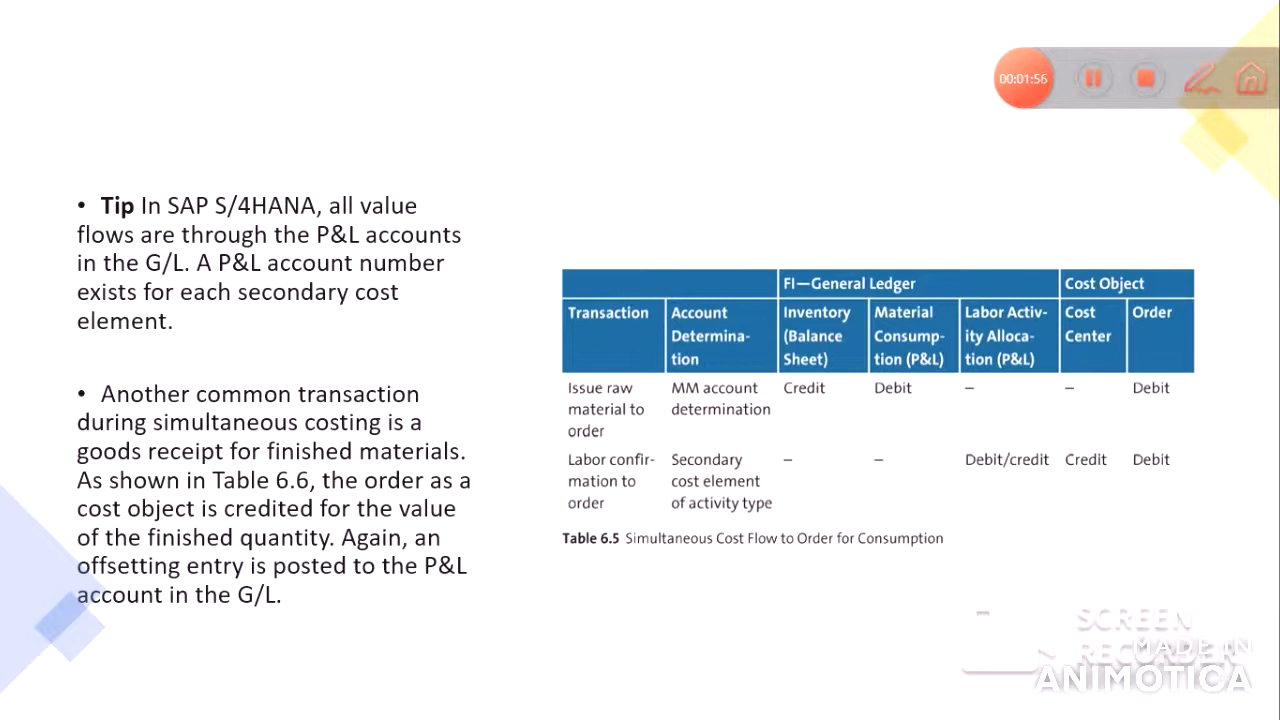 00:01:56
• Tip In SAP S/4HANA, all value
flows are through the P&L accounts
in the G/L. A P&L account number
exists for each secondary cost
element.
• Another common transaction
during simultaneous costing is a
goods receipt for finished materials.
As shown in Table 6.6, the order as a
cost object is credited for the value
of the finished quantity. Again, an
offsetting entry is posted to the P&L
account in the G/L.
FI—General Ledger Cost Object
Transaction Account Determina-tion Inventory (Balance Sheet) Material Consump-tion (P&L) Labor Activ-ity Alloca-tion (P&L) Cost Center Order
Issue raw material to order MM account determination Credit Debit – – Debit
Labor confir-mation to order Secondary cost element of activity type – – Debit/credit Credit Debit
Table 6.5 Simultaneous Cost Flow to Order for Consumption
SCREEN
RECORDER
MADE IN
ANIMOTICA